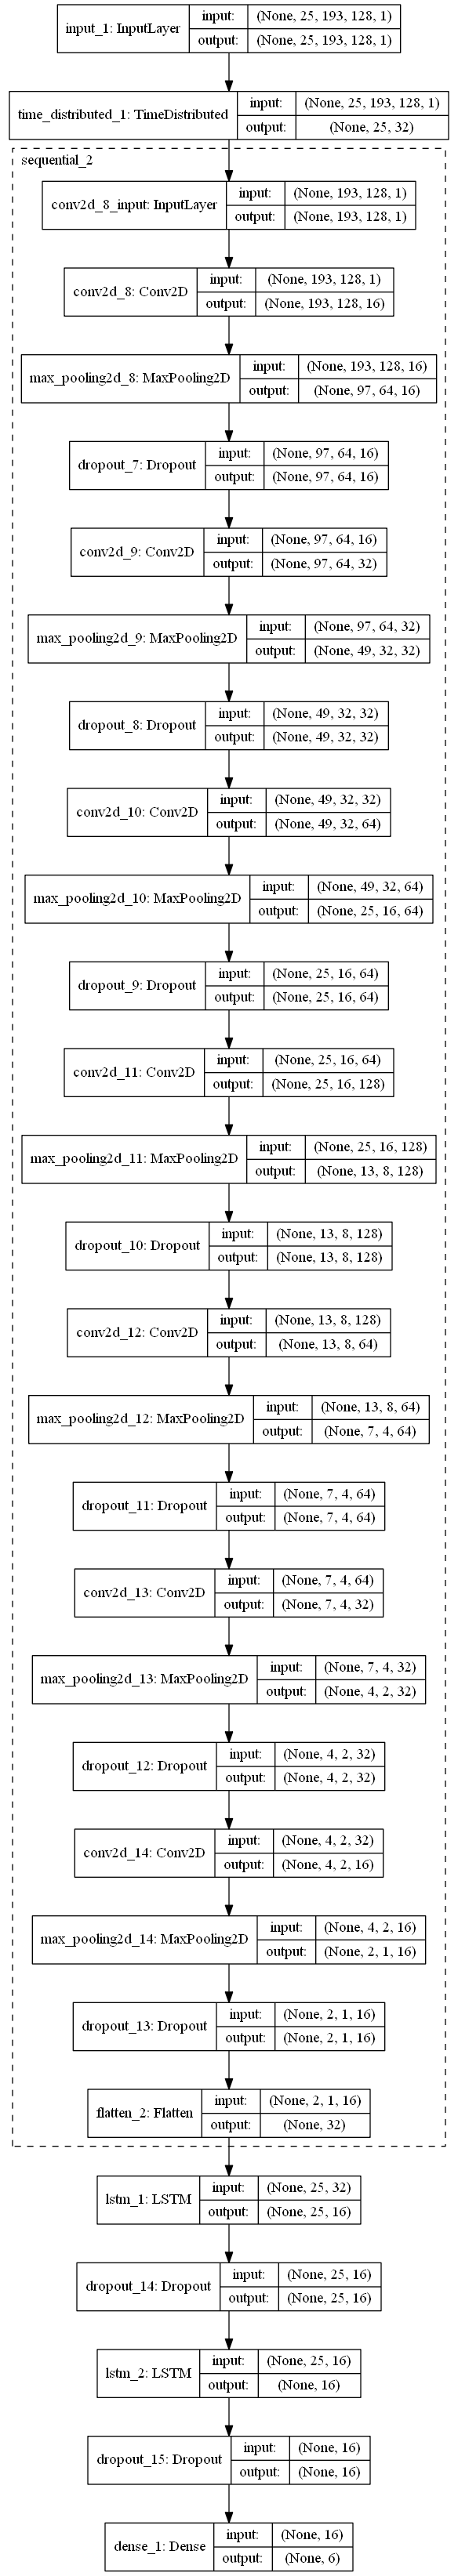 input_1: InputLayer
input: (None, 25, 193, 128, 1)
output: (None, 25, 193, 128, 1)
time_distributed_1: TimeDistributed
input: (None, 25, 193, 128, 1)
output: (None, 25, 32)
sequential_2
conv2d_8_input: InputLayer
input: (None, 193, 128, 1)
output: (None, 193, 128, 1)
conv2d_8: Conv2D
input: (None, 193, 128, 1)
output: (None, 193, 128, 16)
max_pooling2d_8: MaxPooling2D
input: (None, 193, 128, 16)
output: (None, 97, 64, 16)
dropout_7: Dropout
input: (None, 97, 64, 16)
output: (None, 97, 64, 16)
conv2d_9: Conv2D
input: (None, 97, 64, 16)
output: (None, 97, 64, 32)
max_pooling2d_9: MaxPooling2D
input: (None, 97, 64, 32)
output: (None, 49, 32, 32)
dropout_8: Dropout
input: (None, 49, 32, 32)
output: (None, 49, 32, 32)
conv2d_10: Conv2D
input: (None, 49, 32, 32)
output: (None, 49, 32, 64)
max_pooling2d_10: MaxPooling2D
input: (None, 49, 32, 64)
output: (None, 25, 16, 64)
dropout_9: Dropout
input: (None, 25, 16, 64)
output: (None, 25, 16, 64)
conv2d_11: Conv2D
input: (None, 25, 16, 64)
output: (None, 25, 16, 128)
max_pooling2d_11: MaxPooling2D
input: (None, 25, 16, 128)
output: (None, 13, 8, 128)
dropout_10: Dropout
input: (None, 13, 8, 128)
output: (None, 13, 8, 128)
conv2d_12: Conv2D
input: (None, 13, 8, 128)
output: (None, 13, 8, 64)
max_pooling2d_12: MaxPooling2D
input: (None, 13, 8, 64)
output: (None, 7, 4, 64)
dropout_11: Dropout
input: (None, 7, 4, 64)
output: (None, 7, 4, 64)
conv2d_13: Conv2D
input: (None, 7, 4, 64)
output: (None, 7, 4, 32)
max_pooling2d_13: MaxPooling2D
input: (None, 7, 4, 32)
output: (None, 4, 2, 32)
dropout_12: Dropout
input: (None, 4, 2, 32)
output: (None, 4, 2, 32)
conv2d_14: Conv2D
input: (None, 4, 2, 32)
output: (None, 4, 2, 16)
max_pooling2d_14: MaxPooling2D
input: (None, 4, 2, 16)
output: (None, 2, 1, 16)
dropout_13: Dropout
input: (None, 2, 1, 16)
output: (None, 2, 1, 16)
flatten_2: Flatten
input: (None, 2, 1, 16)
output: (None, 32)
lstm_1: LSTM
input: (None, 25, 32)
output: (None, 25, 16)
dropout_14: Dropout
input: (None, 25, 16)
output: (None, 25, 16)
lstm_2: LSTM
input: (None, 25, 16)
output: (None, 16)
dropout_15: Dropout
input: (None, 16)
output: (None, 16)
dense_1: Dense
input: (None, 16)
output: (None, 6)